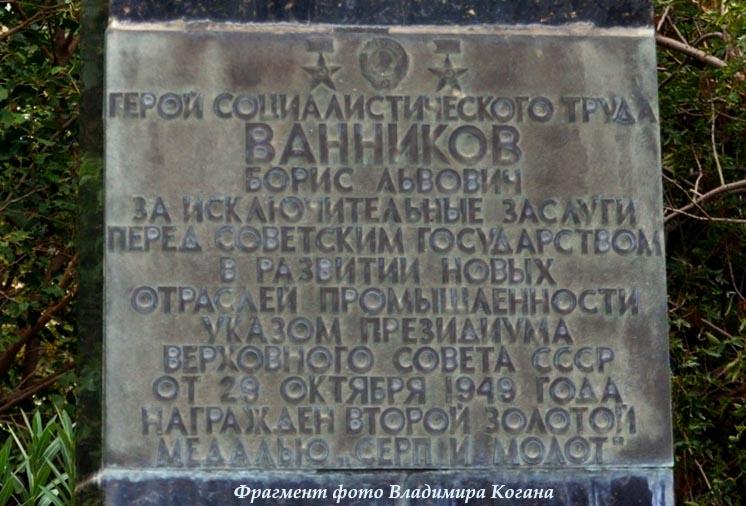 ГЕРОЙ СОЦИАЛИСТИЧЕСКОГО ТРУДА
ВАННИКОВ
БОРИС ЛЬВОВИЧ
ЗА ИСКЛЮЧИТЕЛЬНЫЕ ЗАСЛУГИ
ПЕРЕД СОВЕТСКИМ ГОСУДАРСТВОМ
В РАЗВИТИИ НОВЫХ
ОТРАСЛЕЙ ПРОМЫШЛЕННОСТИ
УКАЗОМ ПРЕЗИДИУМА
ВЕРХОВНОГО СОВЕТА СССР
ОТ 29 ОКТЯБРЯ 1949 ГОДА
НАГРАЖДЕН ВТОРОЙ ЗОЛОТОЙ
МЕДАЛЬЮ „СЕРП И МОЛОТ"
Фрагмент фото Владимира Когана